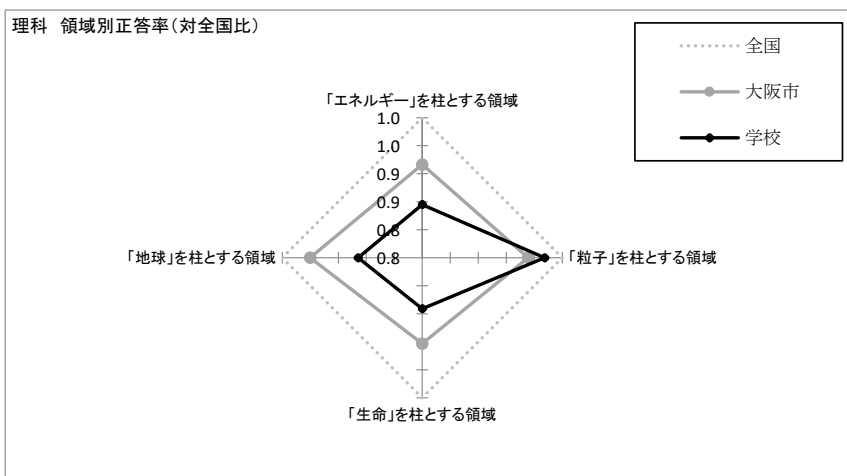 理科 領域別正答率(対全国比)
全国
大阪市
学校
「エネルギー」を柱とする領域
1.0
1.0
0.9
0.9
0.8
0.8
「地球」を柱とする領域
「粒子」を柱とする領域
「生命」を柱とする領域